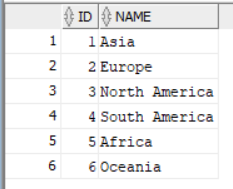 ID NAME
1 1 Asia
2 2 Europe
3 3 North America
4 4 South America
5 5 Africa
6 6 Oceania